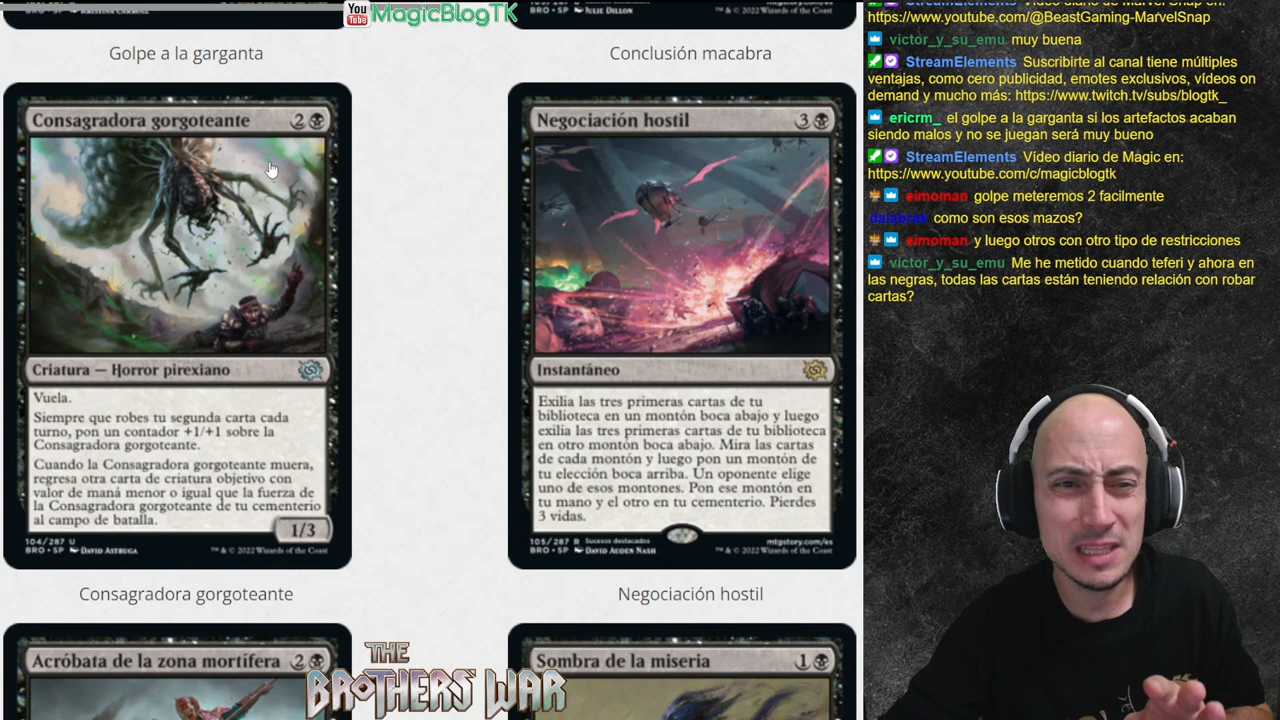 BRO • SP JULIE DILLON
Golpe a la garganta
Conclusión macabra
You Tube MagicBlogTK
Consagradora gorgoteante 2
Criatura — Horror pirexiano
Vuela.
Siempre que robes tu segunda carta cada
turno, pon un contador +1/+1 sobre la
Consagradora gorgoteante.
Cuando la Consagradora gorgoteante muera,
regresa otra carta de criatura objetivo con
valor de maná menor o igual que la fuerza de
la Consagradora gorgoteante de tu cementerio
al campo de batalla.
1/3
104/287 U
BRO • SP DAVID ASTRUGA
™ & © 2022 Wizards of the Coast
Consagradora gorgoteante
Negociación hostil 3
Instantáneo
Exilia las tres primeras cartas de tu
biblioteca en un montón boca abajo y luego
exilia las tres primeras cartas de tu biblioteca
en otro montón boca abajo. Mira las cartas
de cada montón y luego pon un montón de
tu elección boca arriba. Un oponente elige
uno de esos montones. Pon ese montón en
tu mano y el otro en tu cementerio. Pierdes
3 vidas.
105/287 R Sucesos destacados mtgstory.com/es
BRO • SP DAVID AUDEN NASH ™ & © 2022 Wizards of the Coast
Negociación hostil
Acróbata de la zona mortífera 2
Sombra de la miseria 1
THE
BROTHERS' WAR
StreamElements Vídeo diario de Marvel Snap en:
https://www.youtube.com/@BeastGaming-MarvelSnap
victor_y_su_emu muy buena
StreamElements Suscribirte al canal tiene múltiples
ventajas, como cero publicidad, emotes exclusivos, vídeos on
demand y mucho más: https://www.twitch.tv/subs/blogtk_
ericrm_ el golpe a la garganta si los artefactos acaban
siendo malos y no se juegan será muy bueno
StreamElements Vídeo diario de Magic en:
https://www.youtube.com/c/magicblogtk
eimoman golpe meteremos 2 facilmente
como son esos mazos?
eimoman y luego otros con otro tipo de restricciones
victor_y_su_emu Me he metido cuando teferi y ahora en
las negras, todas las cartas están teniendo relación con robar
cartas?